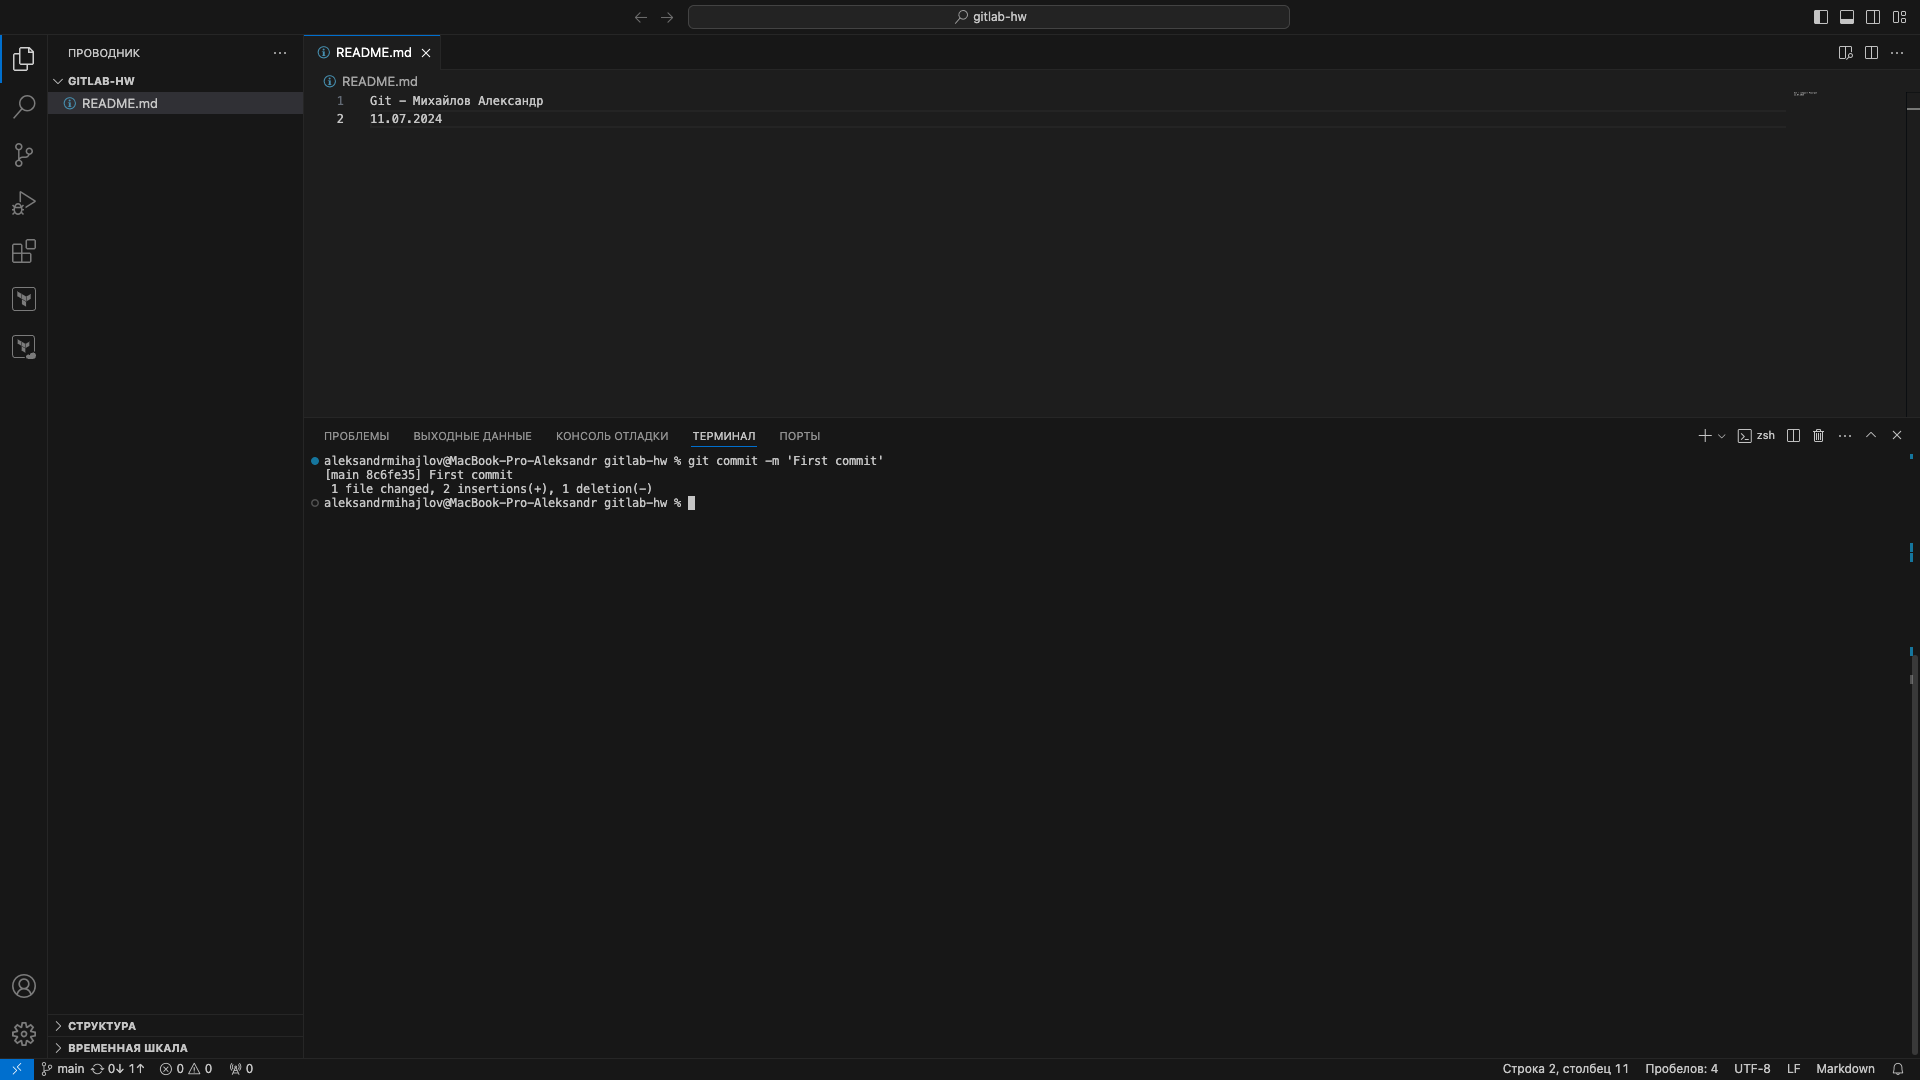 gitlab-hw
ПРОВОДНИК
GITLAB-HW
README.md
README.md
README.md
1 Git - Михайлов Александр
2 11.07.2024
ПРОБЛЕМЫ ВЫХОДНЫЕ ДАННЫЕ КОНСОЛЬ ОТЛАДКИ ТЕРМИНАЛ ПОРТЫ
zsh
aleksandrmihajlov@MacBook-Pro-Aleksandr gitlab-hw % git commit -m 'First commit'
[main 8c6fe35] First commit
1 file changed, 2 insertions(+), 1 deletion(-)
aleksandrmihajlov@MacBook-Pro-Aleksandr gitlab-hw %
СТРУКТУРА
ВРЕМЕННАЯ ШКАЛА
main 0↓ 1↑ 0 0 0
Строка 2, столбец 11 Пробелов: 4 UTF-8 LF Markdown